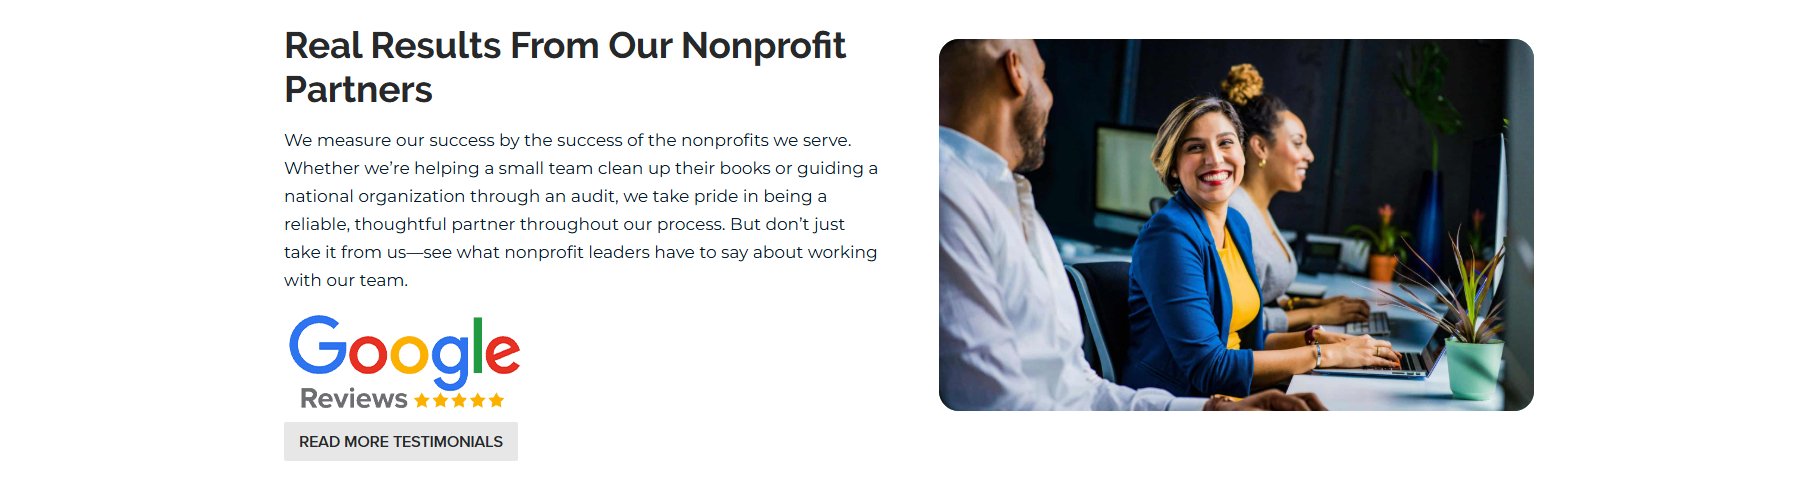 Real Results From Our Nonprofit
Partners
We measure our success by the success of the nonprofits we serve.
Whether we’re helping a small team clean up their books or guiding a
national organization through an audit, we take pride in being a
reliable, thoughtful partner throughout our process. But don’t just
take it from us—see what nonprofit leaders have to say about working
with our team.
Google
Reviews
READ MORE TESTIMONIALS